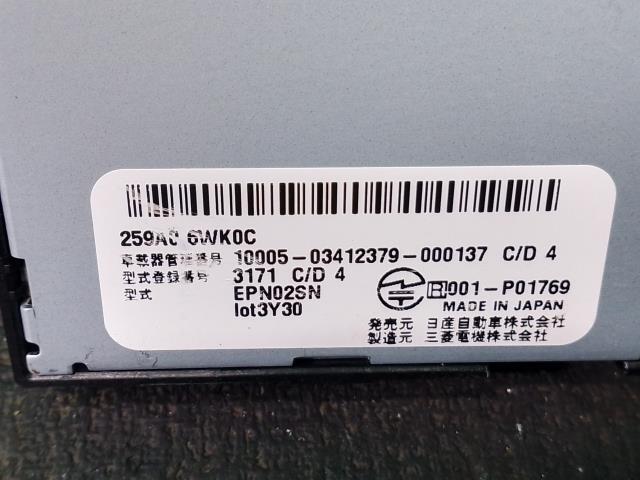 6WK0C
車載器管理番号 10005-03412379-000137 C/D 4
型式登録番号 3171 C/D 4
型式 EPN02SN
lot3Y30
R 001-P01769
MADE IN JAPAN
発売元 日産自動車株式会社
製造元 三菱電機株式会社